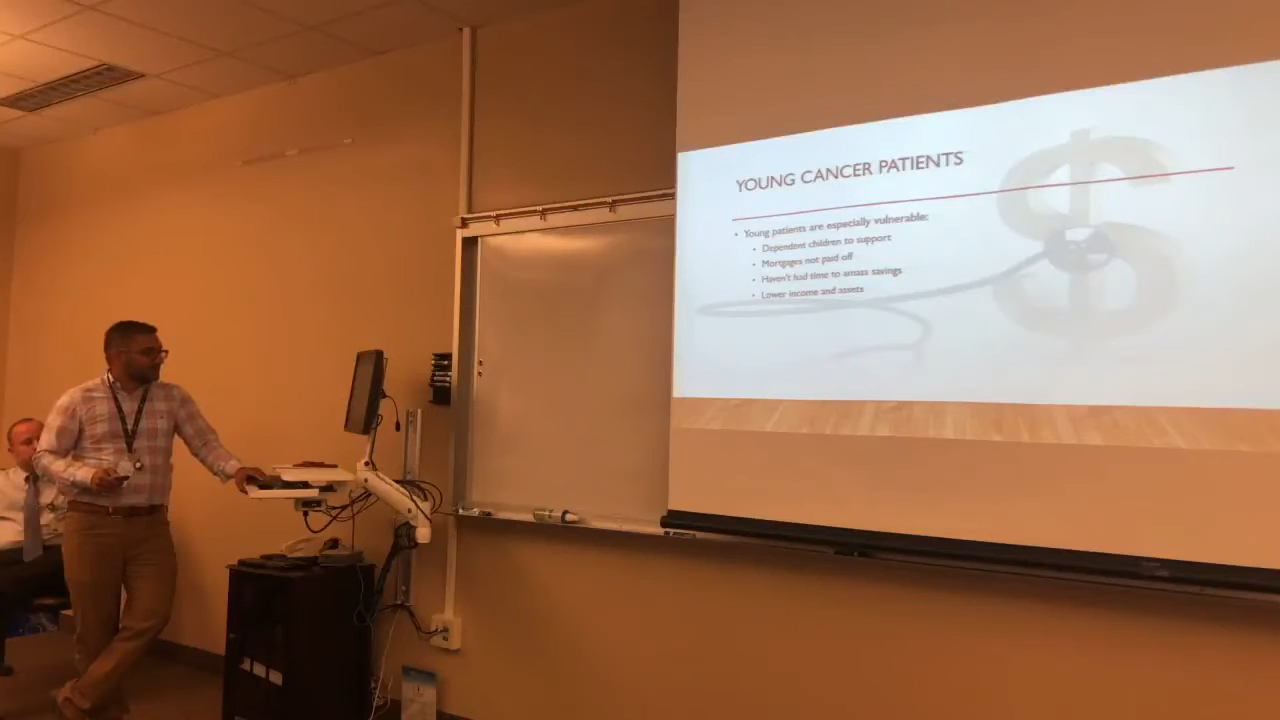 YOUNG CANCER PATIENTS
• Young patients are especially vulnerable:
• Dependent children to support
• Mortgages not paid off
• Haven't had time to amass savings
• Lower income and assets